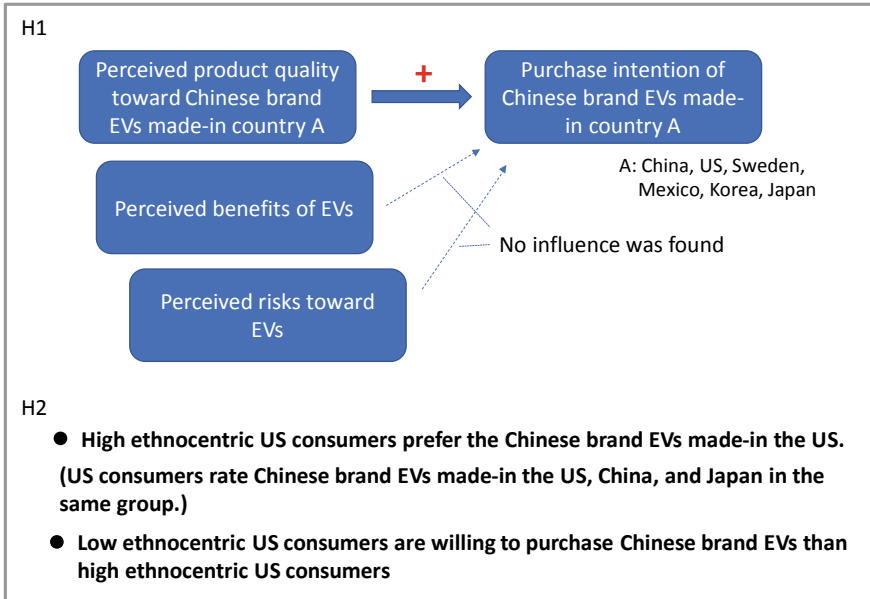 H1
Perceived product quality
toward Chinese brand
EVs made-in country A
+
Purchase intention of
Chinese brand EVs made-
in country A
A: China, US, Sweden,
Mexico, Korea, Japan
Perceived benefits of EVs
No influence was found
Perceived risks toward
EVs
H2
● High ethnocentric US consumers prefer the Chinese brand EVs made-in the US.
(US consumers rate Chinese brand EVs made-in the US, China, and Japan in the
same group.)
● Low ethnocentric US consumers are willing to purchase Chinese brand EVs than
high ethnocentric US consumers